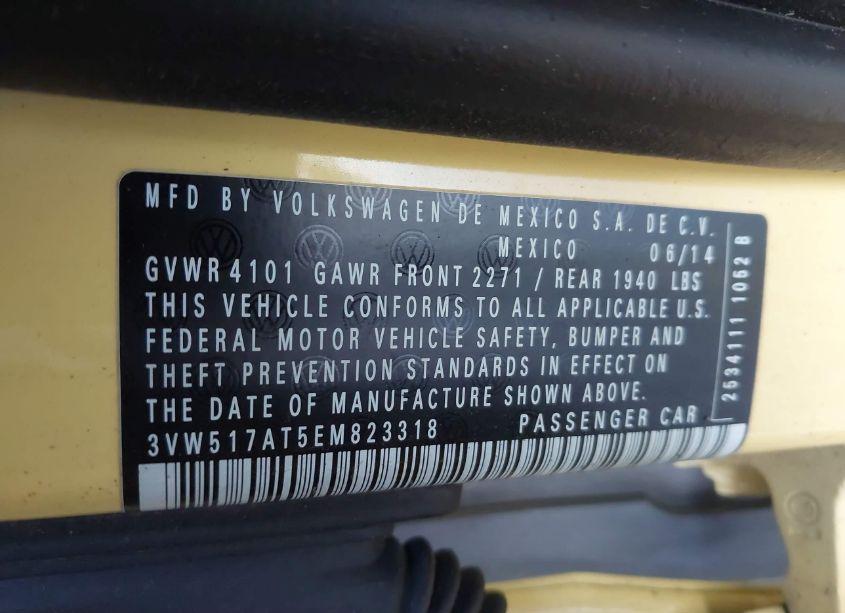 MFD BY VOLKSWAGEN DE MEXICO S.A. DE C.V.
MEXICO 06/14
GVWR 4101 GAWR FRONT 2271 / REAR 1940 LBS
THIS VEHICLE CONFORMS TO ALL APPLICABLE U.S.
FEDERAL MOTOR VEHICLE SAFETY, BUMPER AND
THEFT PREVENTION STANDARDS IN EFFECT ON
THE DATE OF MANUFACTURE SHOWN ABOVE.
3VW517AT5EM823318 PASSENGER CAR
2534111 1052 B